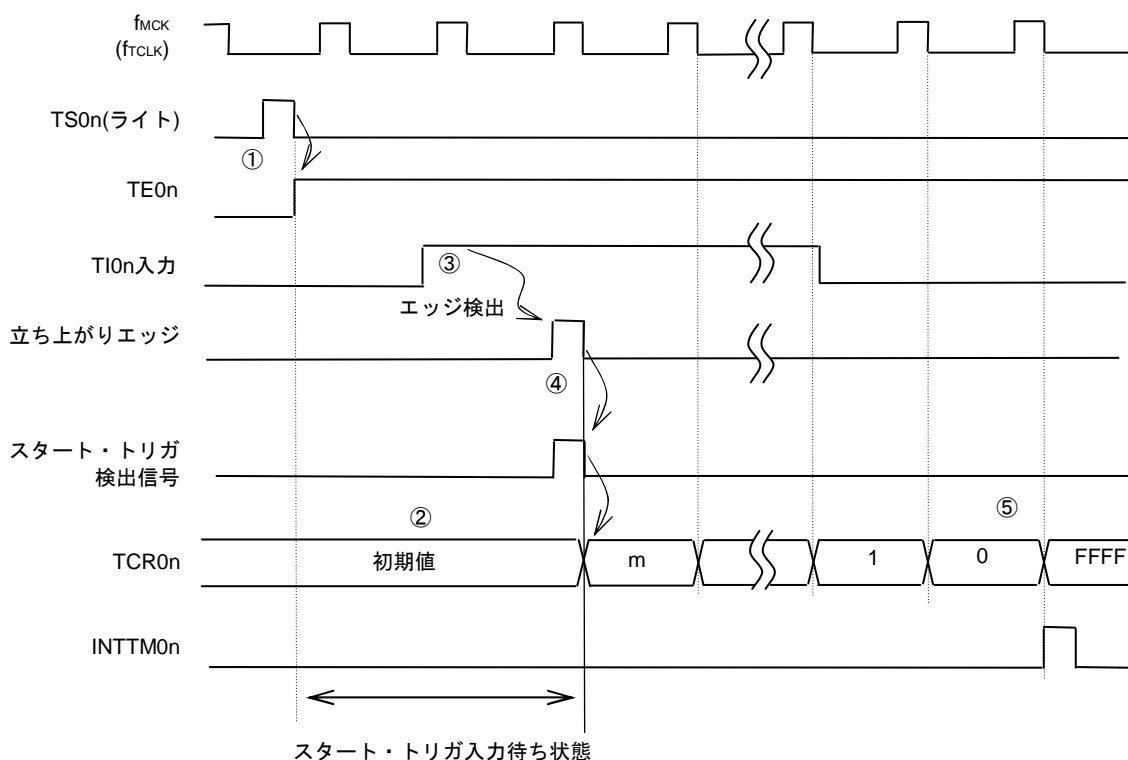 fMCK
(fTCLK)
TS0n(ライト)
①
TE0n
TI0n入力
③
エッジ検出
立ち上がりエッジ
④
スタート・トリガ
検出信号
②
⑤
TCR0n
初期値
m
1
0
FFFF
INTTM0n
スタート・トリガ入力待ち状態